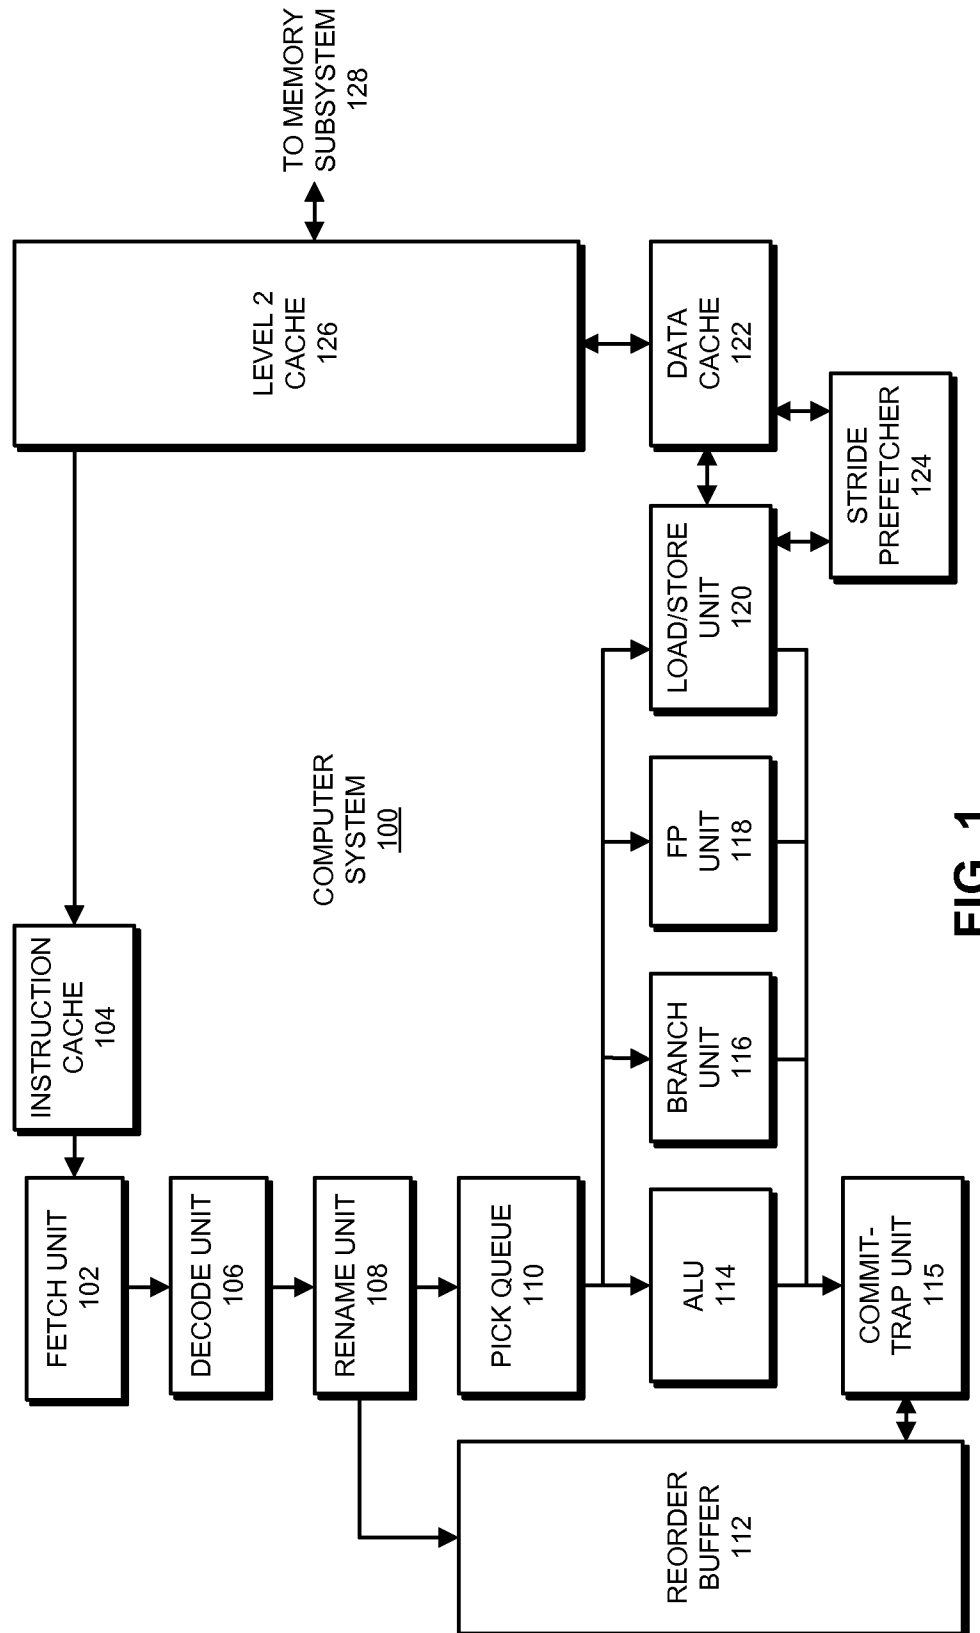 INSTRUCTION
CACHE
104
FETCH UNIT
102
DECODE UNIT
106
RENAME UNIT
108
PICK QUEUE
110
REORDER
BUFFER
112
ALU
114
BRANCH
UNIT
116
FP
UNIT
118
LOAD/STORE
UNIT
120
COMMIT-
TRAP UNIT
115
STRIDE
PREFETCHER
124
DATA
CACHE
122
LEVEL 2
CACHE
126
TO MEMORY
SUBSYSTEM
128
COMPUTER
SYSTEM
100
FIG. 1